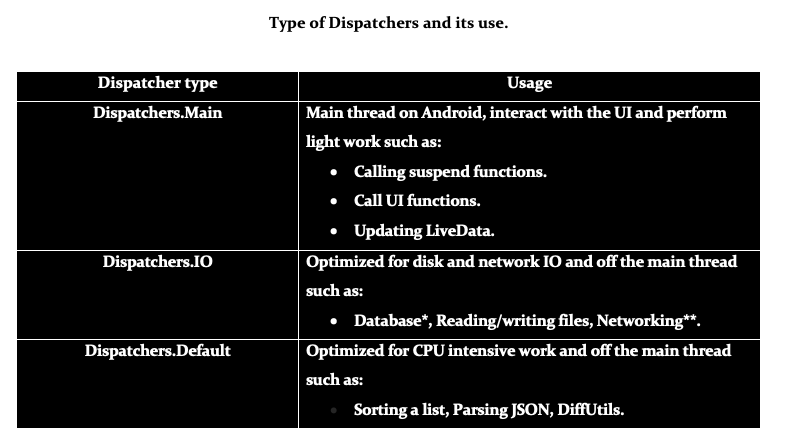 Type of Dispatchers and its use.
Dispatcher type
Usage
Dispatchers.Main
Main thread on Android, interact with the UI and perform
light work such as:
• Calling suspend functions.
• Call UI functions.
• Updating LiveData.
Dispatchers.IO
Optimized for disk and network IO and off the main thread
such as:
• Database*, Reading/writing files, Networking**.
Dispatchers.Default
Optimized for CPU intensive work and off the main thread
such as:
• Sorting a list, Parsing JSON, DiffUtils.